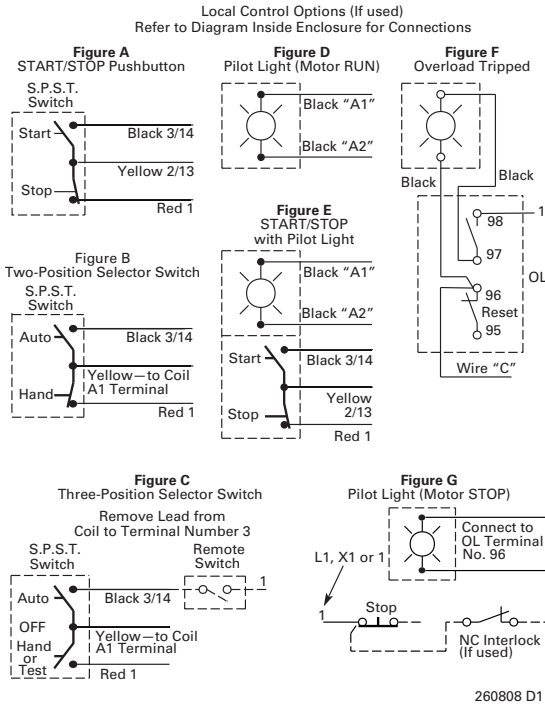 Local Control Options (If used)
Refer to Diagram Inside Enclosure for Connections
Figure A
START/STOP Pushbutton
S.P.S.T.
Switch
Start
Black 3/14
Yellow 2/13
Stop
Red 1
Figure B
Two-Position Selector Switch
S.P.S.T.
Switch
Auto
Black 3/14
Yellow—to Coil
A1 Terminal
Hand
Red 1
Figure D
Pilot Light (Motor RUN)
Black “A1”
Black “A2”
Figure E
START/STOP
with Pilot Light
Black “A1”
Black “A2”
Start
Black 3/14
Yellow
2/13
Stop
Red 1
Figure F
Overload Tripped
Black
Black
1
98
97
OL
96
Reset
95
Wire “C”
Figure C
Three-Position Selector Switch
Remove Lead from
Coil to Terminal Number 3
S.P.S.T.
Switch
Remote
Switch
Auto
Black 3/14
1
OFF
Yellow—to Coil
A1 Terminal
Hand
or
Test
Red 1
Figure G
Pilot Light (Motor STOP)
Connect to
OL Terminal
No. 96
L1, X1 or 1
1
Stop
NC Interlock
(If used)
260808 D1